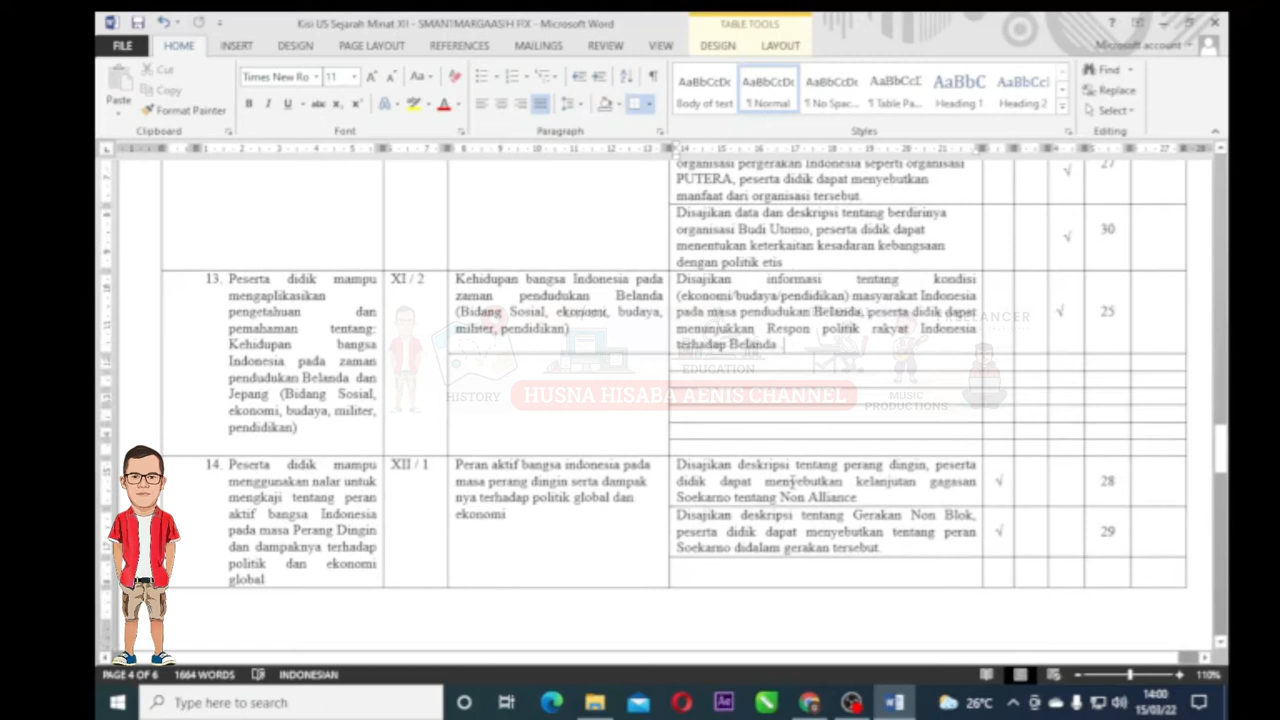 Kisi US Sejarah Minat XII - SMAN1MARGAASIH FIX - Microsoft Word
TABLE TOOLS
FILE HOME INSERT DESIGN PAGE LAYOUT REFERENCES MAILINGS REVIEW VIEW DESIGN LAYOUT
Microsoft account
Paste
Cut
Copy
Format Painter
Clipboard
Times New Ro 11
Font
Paragraph
AaBbCcDc Body of text
AaBbCcDc ¶ Normal
AaBbCcDc ¶ No Spac...
AaBbCcD ¶ Table Pa...
AaBbC Heading 1
AaBbCcI Heading 2
Styles
Find
Replace
Select
Editing
organisasi pergerakan Indonesia seperti organisasi
PUTERA, peserta didik dapat menyebutkan
manfaat dari organisasi tersebut.
√ 27
Disajikan data dan deskripsi tentang berdirinya
organisasi Budi Utomo, peserta didik dapat
menentukan keterkaitan kesadaran kebangsaan
dengan politik etis
√ 30
13. Peserta didik mampu
mengaplikasikan
pengetahuan dan
pemahaman tentang:
Kehidupan bangsa
Indonesia pada zaman
pendudukan Belanda dan
Jepang (Bidang Sosial,
ekonomi, budaya, militer,
pendidikan)
XI / 2
Kehidupan bangsa Indonesia pada
zaman pendudukan Belanda
(Bidang Sosial, ekonomi, budaya,
militer, pendidikan)
Disajikan informasi tentang kondisi
(ekonomi/budaya/pendidikan) masyarakat Indonesia
pada masa pendudukan Belanda, peserta didik dapat
menunjukkan Respon politik rakyat Indonesia
terhadap Belanda
√ 25
HISTORY
EDUCATION
FREELANCER
MUSIC
PRODUCTIONS
HUSNA HISABA AENIS CHANNEL
14. Peserta didik mampu
menggunakan nalar untuk
mengkaji tentang peran
aktif bangsa Indonesia
pada masa Perang Dingin
dan dampaknya terhadap
politik dan ekonomi
global
XII / 1
Peran aktif bangsa indonesia pada
masa perang dingin serta dampak
nya terhadap politik global dan
ekonomi
Disajikan deskripsi tentang perang dingin, peserta
didik dapat menyebutkan kelanjutan gagasan
Soekarno tentang Non Alliance
√ 28
Disajikan deskripsi tentang Gerakan Non Blok,
peserta didik dapat menyebutkan tentang peran
Soekarno didalam gerakan tersebut.
√ 29
PAGE 4 OF 6 1664 WORDS INDONESIAN 110%
Type here to search
26°C
14:00
15/03/22